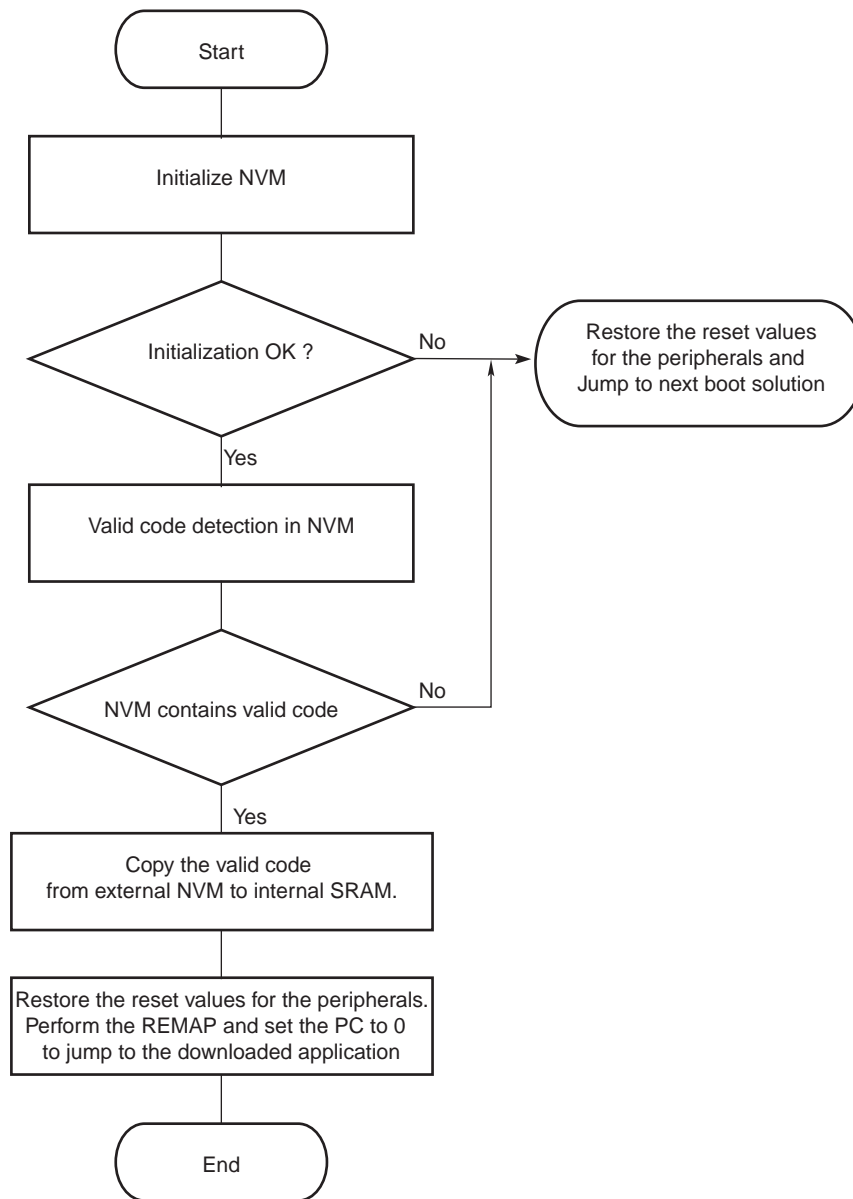 Start
Initialize NVM
Initialization OK ?
No
Restore the reset values
for the peripherals and
Jump to next boot solution
Yes
Valid code detection in NVM
NVM contains valid code
No
Yes
Copy the valid code
from external NVM to internal SRAM.
Restore the reset values for the peripherals.
Perform the REMAP and set the PC to 0
to jump to the downloaded application
End